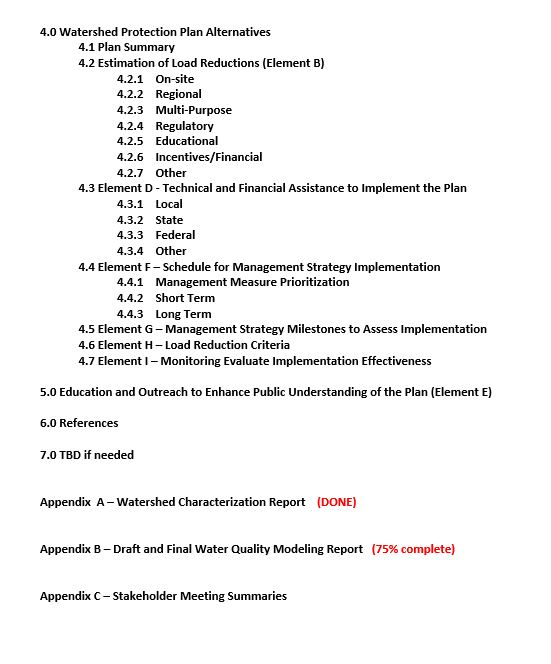 4.0 Watershed Protection Plan Alternatives
4.1 Plan Summary
4.2 Estimation of Load Reductions (Element B)
4.2.1 On-site
4.2.2 Regional
4.2.3 Multi-Purpose
4.2.4 Regulatory
4.2.5 Educational
4.2.6 Incentives/Financial
4.2.7 Other
4.3 Element D - Technical and Financial Assistance to Implement the Plan
4.3.1 Local
4.3.2 State
4.3.3 Federal
4.3.4 Other
4.4 Element F – Schedule for Management Strategy Implementation
4.4.1 Management Measure Prioritization
4.4.2 Short Term
4.4.3 Long Term
4.5 Element G – Management Strategy Milestones to Assess Implementation
4.6 Element H – Load Reduction Criteria
4.7 Element I – Monitoring Evaluate Implementation Effectiveness
5.0 Education and Outreach to Enhance Public Understanding of the Plan (Element E)
6.0 References
7.0 TBD if needed
Appendix A – Watershed Characterization Report (DONE)
Appendix B – Draft and Final Water Quality Modeling Report (75% complete)
Appendix C – Stakeholder Meeting Summaries